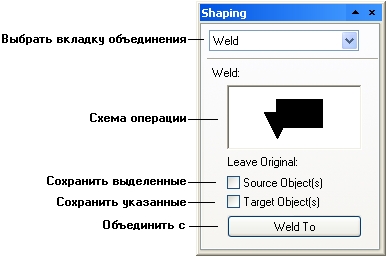 Shaping
Выбрать вкладку объединения
Weld
Weld:
Схема операции
Leave Original:
Сохранить выделенные
Source Object(s)
Сохранить указанные
Target Object(s)
Объединить с
Weld To